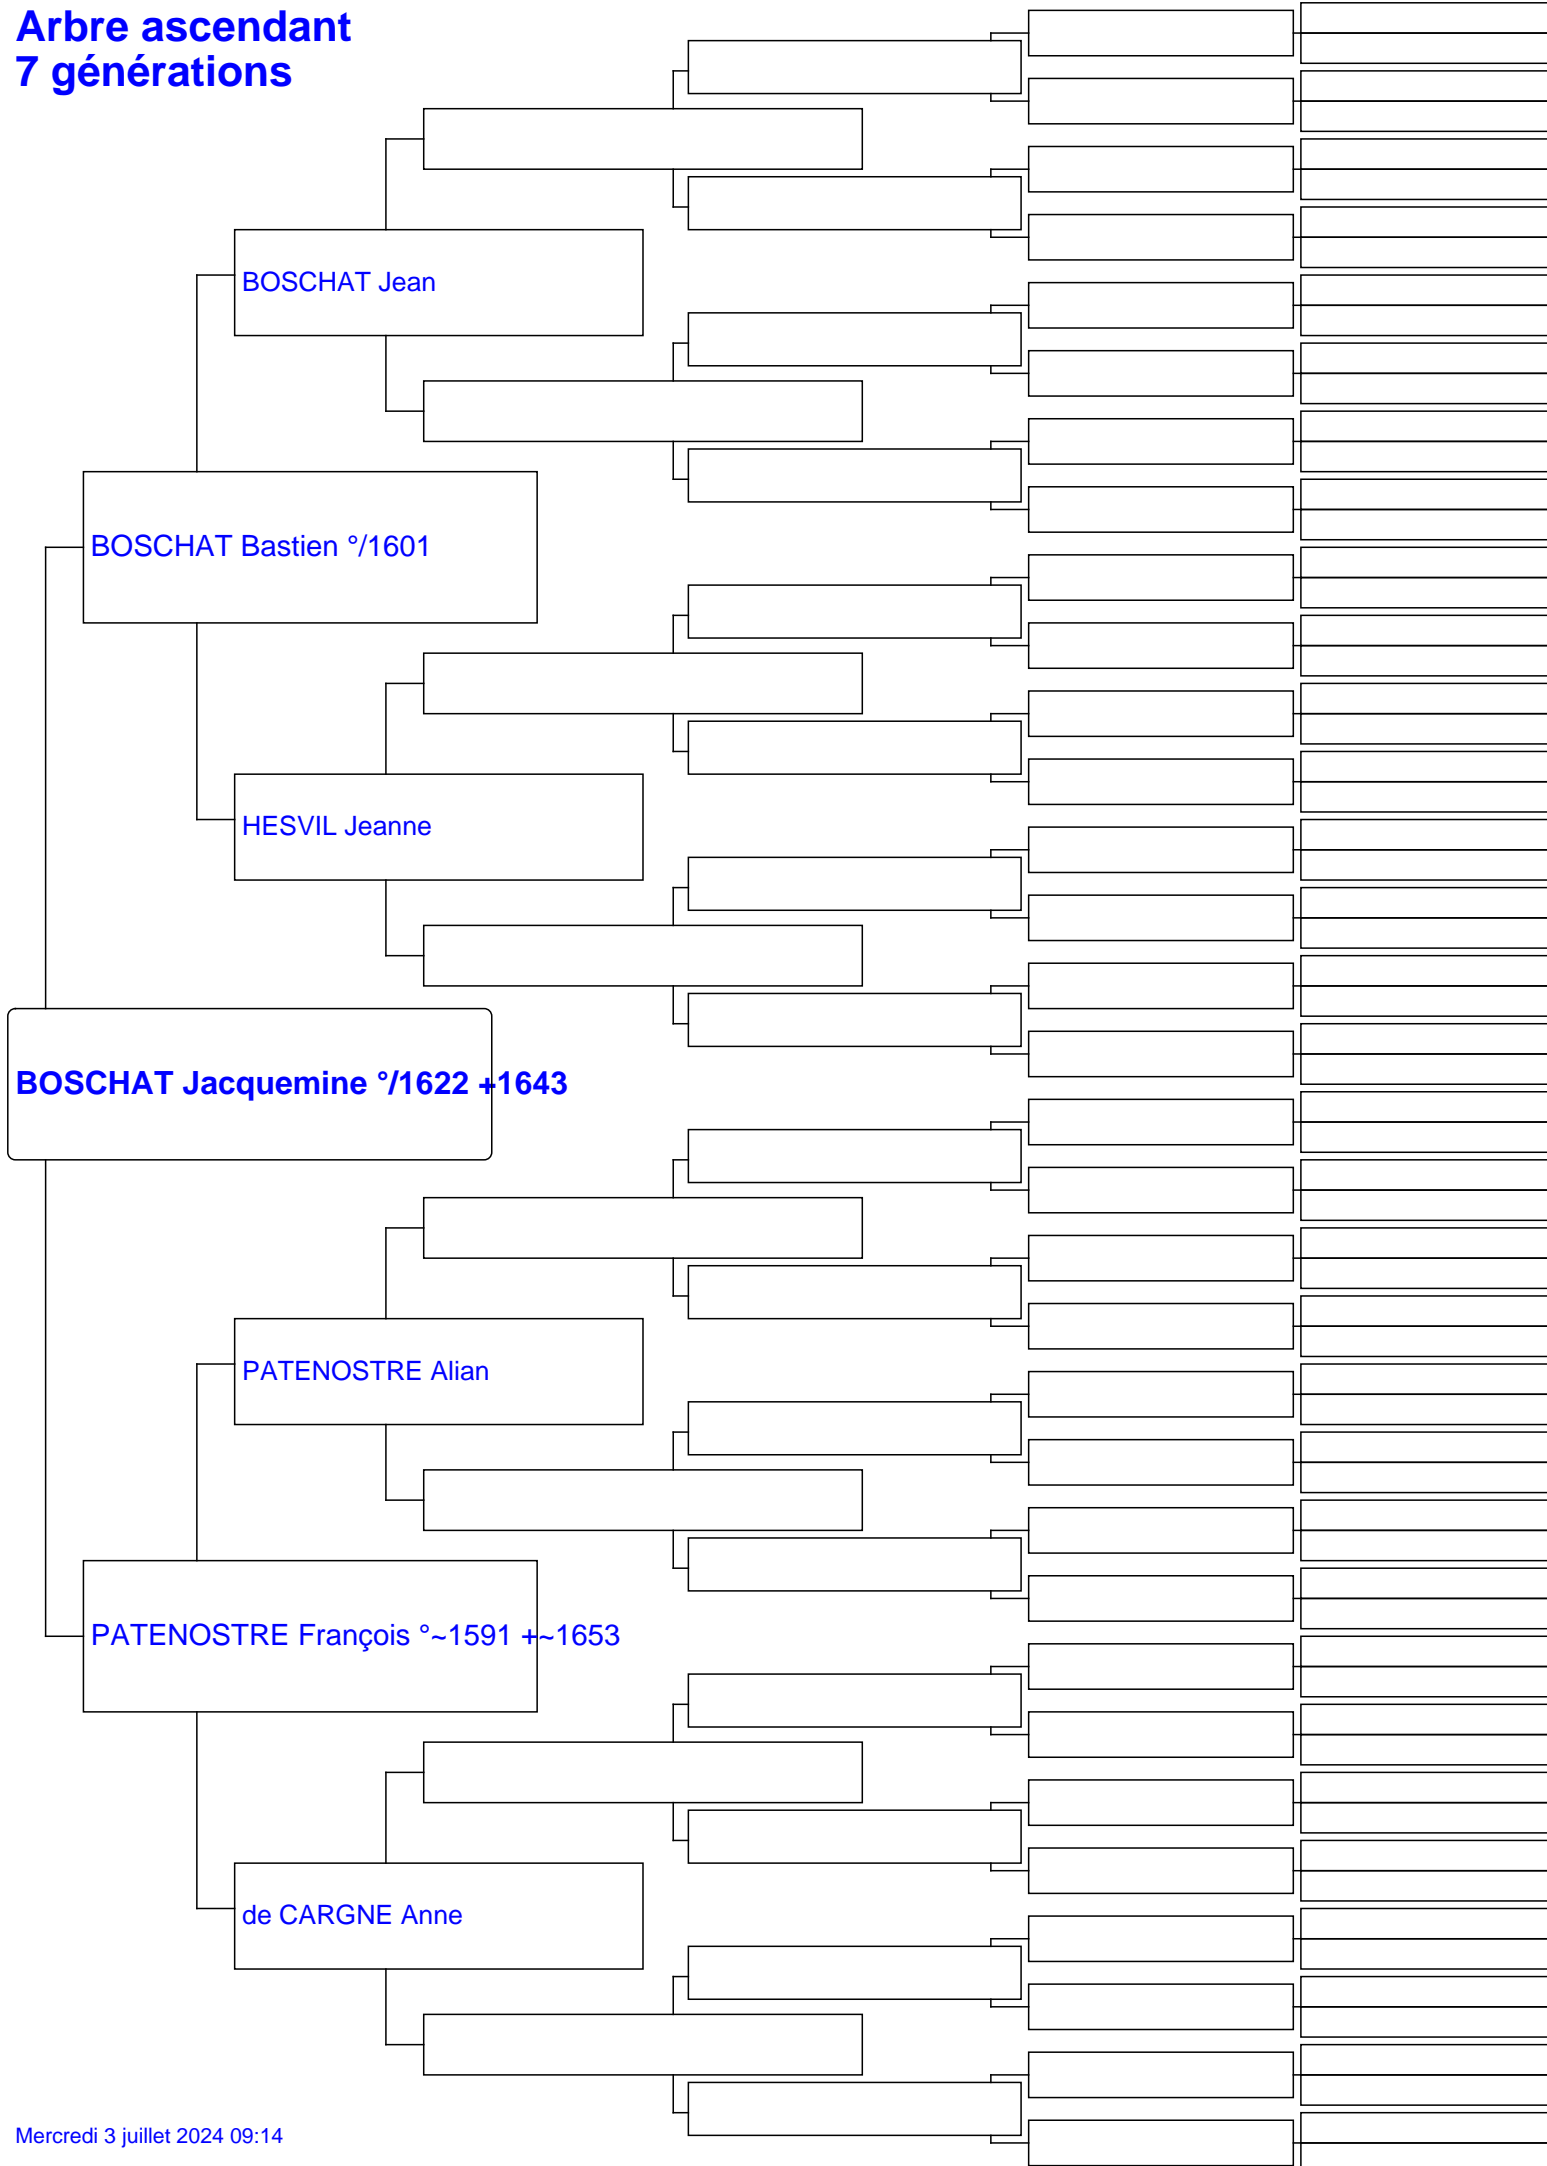 Arbre ascendant
7 générations
BOSCHAT Jean
BOSCHAT Bastien °/1601
HESVIL Jeanne
BOSCHAT Jacquemine °/1622 +1643
PATENOSTRE Alian
PATENOSTRE François °~1591 +~1653
de CARGNE Anne
Mercredi 3 juillet 2024 09:14